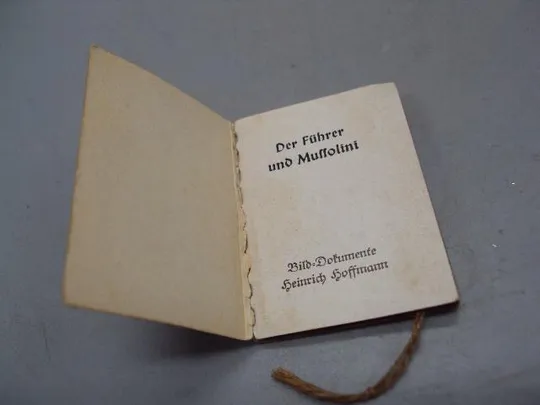 Der Führer
und Muſſolini
Bild-Dokumente
Heinrich Hoffmann